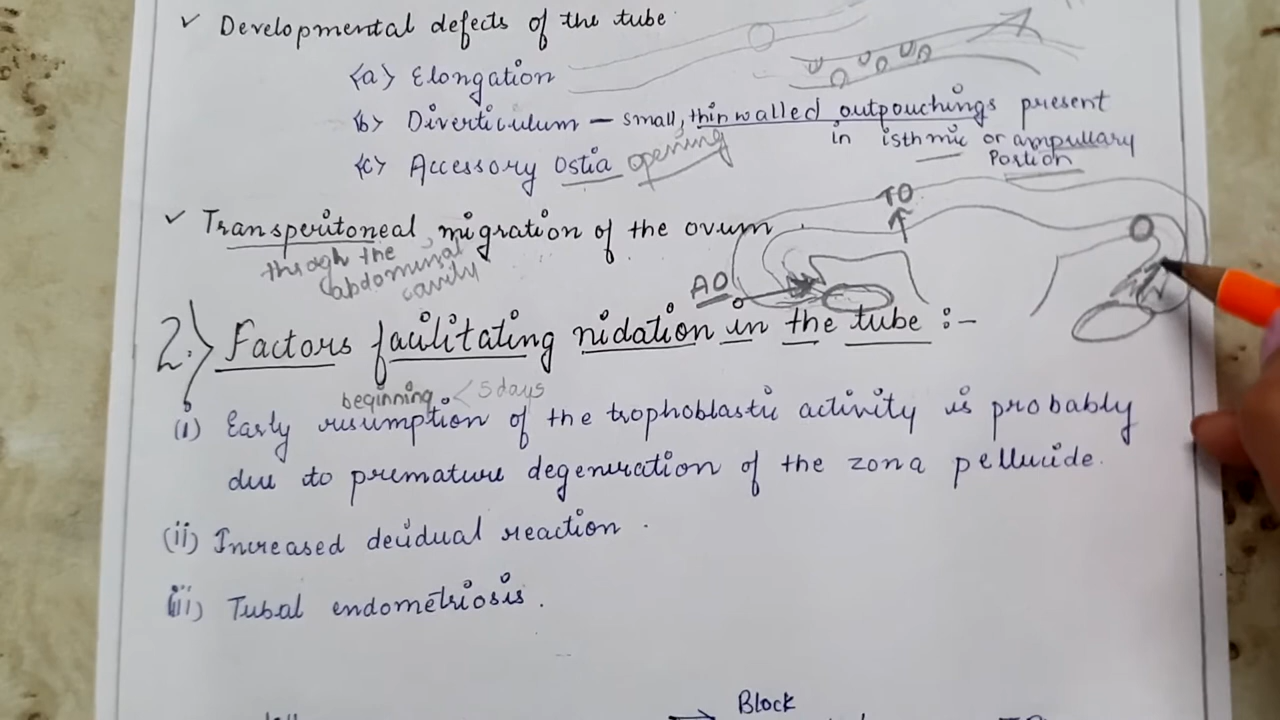 ✓ Developmental defects of the tube
(a) Elongation
(b) Diverticulum – small, thin walled outpouchings present
in isthmic or ampullary
Portion
(c) Accessory Ostia opening
✓ Transperitoneal migration of the ovum
through the
abdominal
cavity
TO
AO
2.) Factors facilitating nidation in the tube :-
beginning < 5 days
(i) Early resumption of the trophoblastic activity is probably
due to premature degeneration of the zona pellucide.
(ii) Increased decidual reaction.
(iii) Tubal endometriosis.
Block